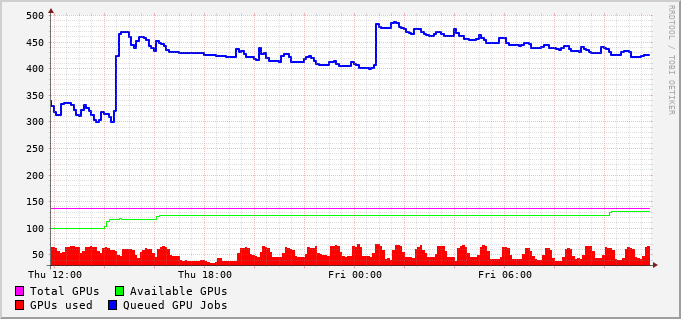 500
450
400
350
300
250
200
150
100
50
Thu 12:00 Thu 18:00 Fri 00:00 Fri 06:00
Total GPUs Available GPUs
GPUs used Queued GPU Jobs
RRDTOOL / TOBI OETIKER